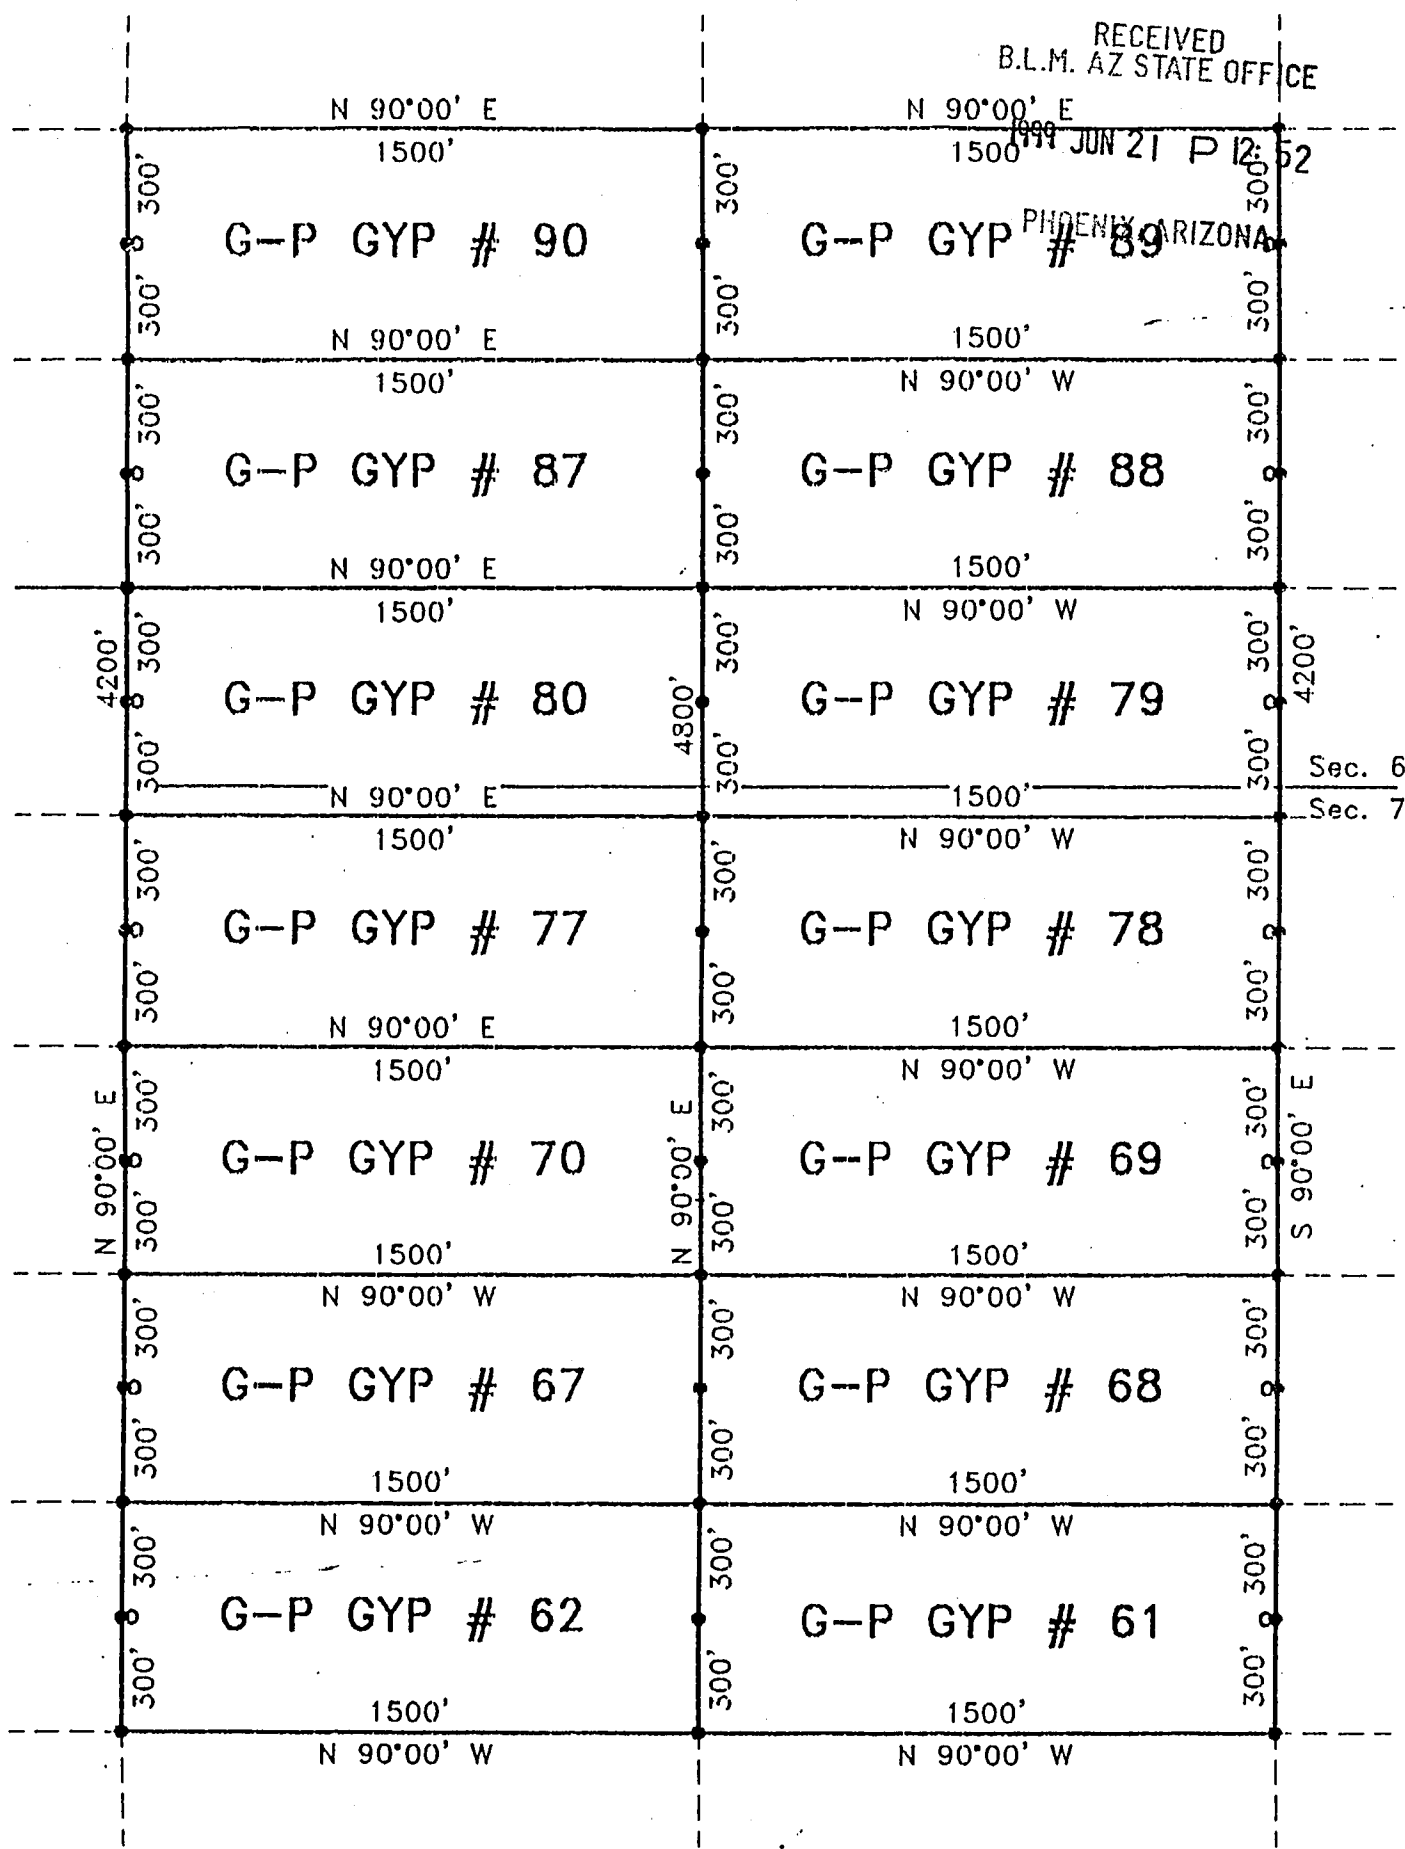 RECEIVED
B.L.M. AZ STATE OFFICE
1999 JUN 21 P 12: 52
PHOENIX, ARIZONA
N 90°00' E N 90°00' E
1500' 1500'
300' 300' 300'
G-P GYP # 90 G-P GYP # 89
300' 300' 300'
N 90°00' E 1500'
1500' N 90°00' W
300' 300' 300'
G-P GYP # 87 G-P GYP # 88
300' 300' 300'
N 90°00' E 1500'
1500' N 90°00' W
300' 300' 300'
4200' G-P GYP # 80 4800' G-P GYP # 79 4200'
300' 300' 300'
Sec. 6
N 90°00' E 1500'
Sec. 7
1500' N 90°00' W
300' 300' 300'
G-P GYP # 77 G-P GYP # 78
300' 300' 300'
N 90°00' E 1500'
1500' N 90°00' W
300' 300' 300'
N 90°00' E G-P GYP # 70 N 90°00' E G-P GYP # 69 S 90°00' E
300' 300' 300'
1500' 1500'
N 90°00' W N 90°00' W
300' 300' 300'
G-P GYP # 67 G-P GYP # 68
300' 300' 300'
1500' 1500'
N 90°00' W N 90°00' W
300' 300' 300'
G-P GYP # 62 G-P GYP # 61
300' 300' 300'
1500' 1500'
N 90°00' W N 90°00' W